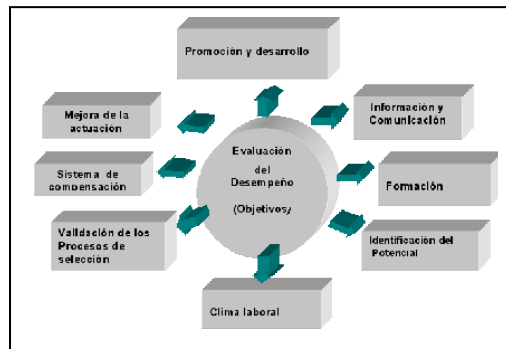 Promoción y desarrollo
Mejora de la
actuación
Información y
Comunicación
Evaluación
del
Desempeño
(Objetivos)
Sistema de
compensación
Formación
Validación de los
Procesos de
selección
Identificación del
Potencial
Clima laboral